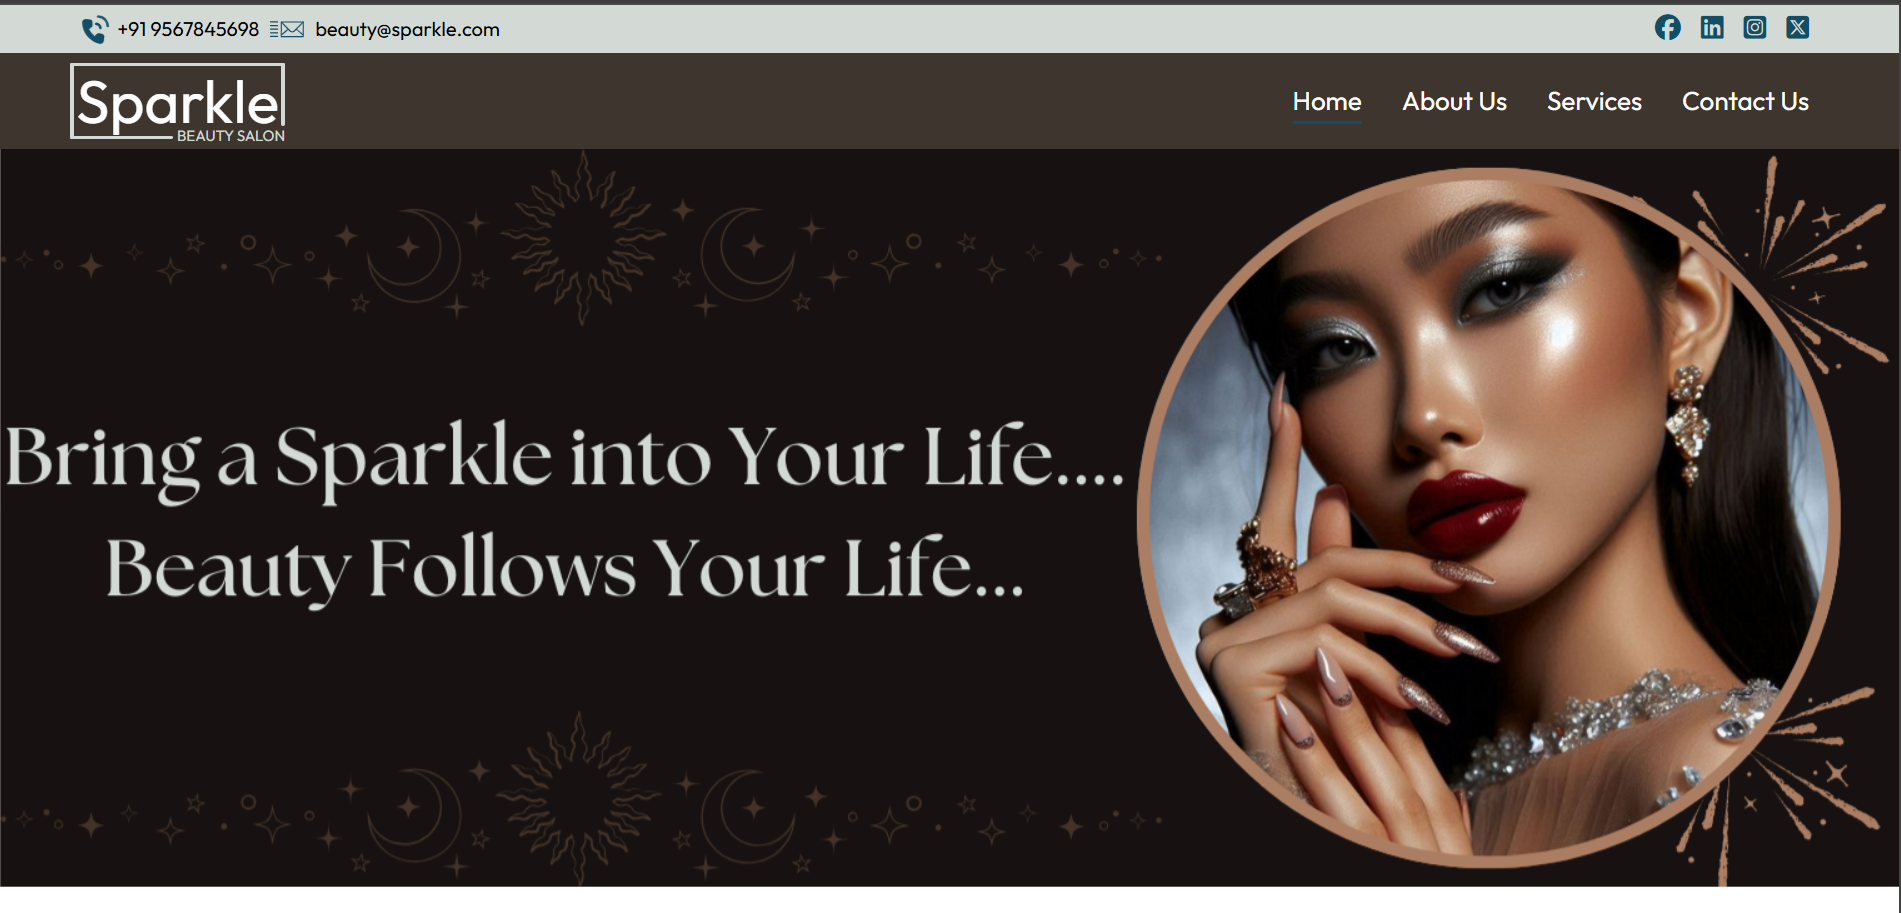 +91 9567845698 beauty@sparkle.com
Sparkle
BEAUTY SALON
Home About Us Services Contact Us
Bring a Sparkle into Your Life....
Beauty Follows Your Life...